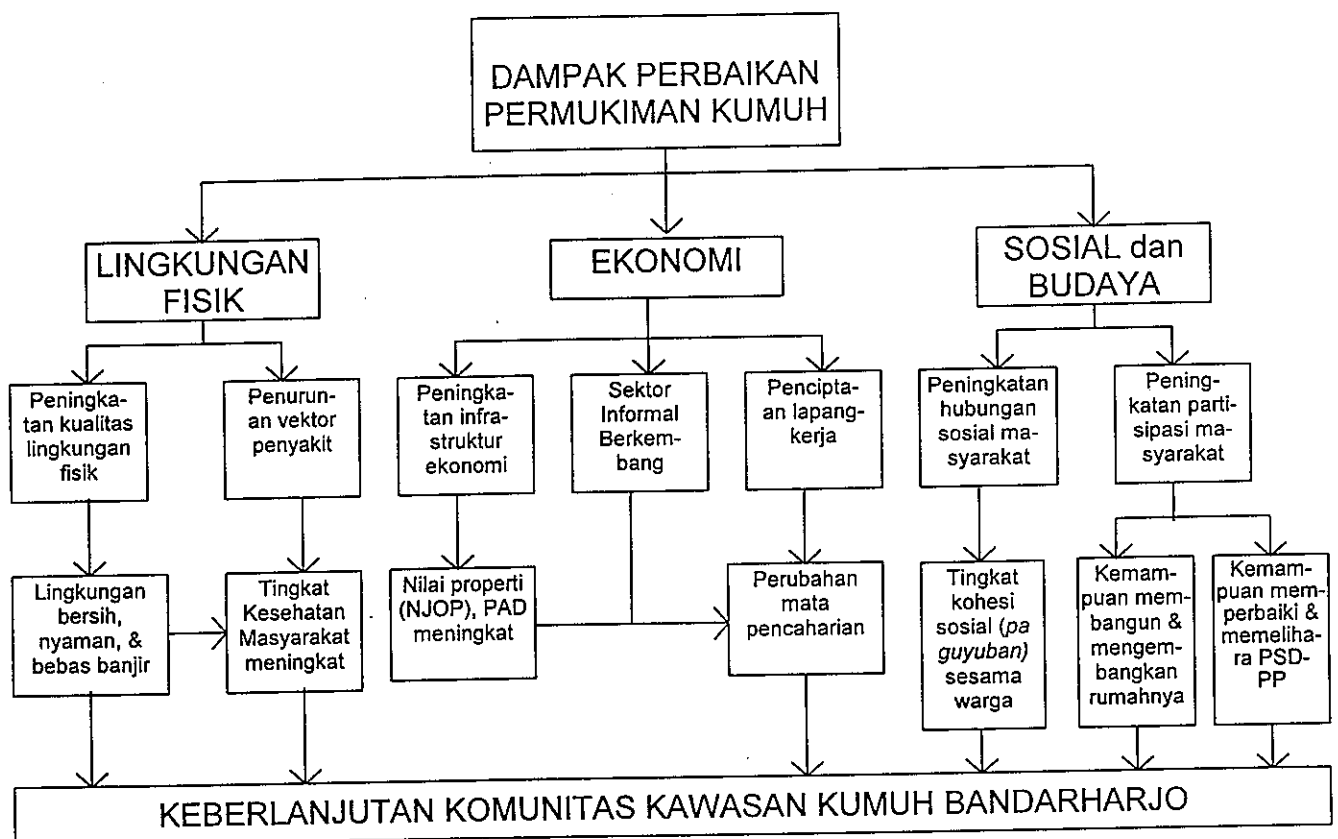 DAMPAK PERBAIKAN
PERMUKIMAN KUMUH
LINGKUNGAN
FISIK
EKONOMI
SOSIAL dan
BUDAYA
Peningka-
tan kualitas
lingkungan
fisik
Penurun-
an vektor
penyakit
Peningka-
tan infra-
struktur
ekonomi
Sektor
Informal
Berkem-
bang
Pencipta-
an lapang-
kerja
Peningkatan
hubungan
sosial ma-
syarakat
Pening-
katan parti-
sipasi ma-
syarakat
Lingkungan
bersih,
nyaman, &
bebas banjir
Tingkat
Kesehatan
Masyarakat
meningkat
Nilai properti
(NJOP), PAD
meningkat
Perubahan
mata
pencaharian
Tingkat
kohesi
sosial (pa
guyuban)
sesama
warga
Kemam-
puan mem-
bangun &
mengem-
bangkan
rumahnya
Kemam-
puan mem-
perbaiki &
memeliha-
ra PSD-
PP
KEBERLANJUTAN KOMUNITAS KAWASAN KUMUH BANDARHARJO